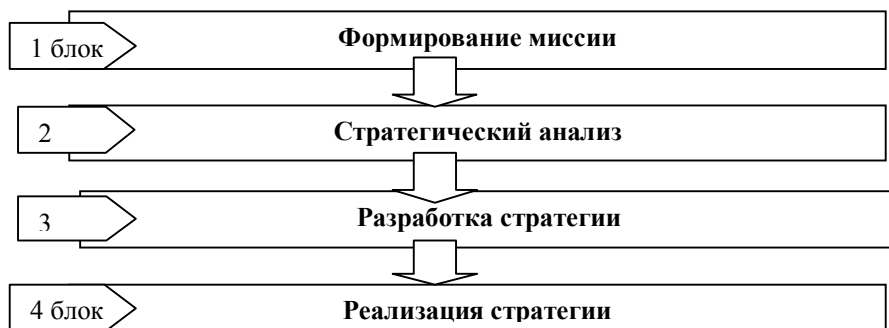 1 блок
Формирование миссии
2
Стратегический анализ
3
Разработка стратегии
4 блок
Реализация стратегии